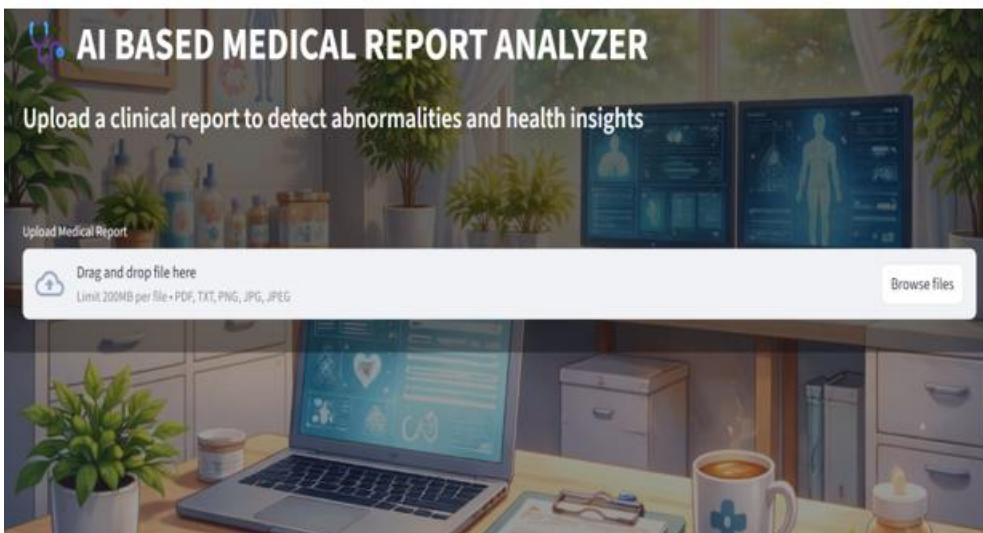 AI BASED MEDICAL REPORT ANALYZER
Upload a clinical report to detect abnormalities and health insights
Upload Medical Report
Drag and drop file here
Limit 200MB per file • PDF, TXT, PNG, JPG, JPEG
Browse files